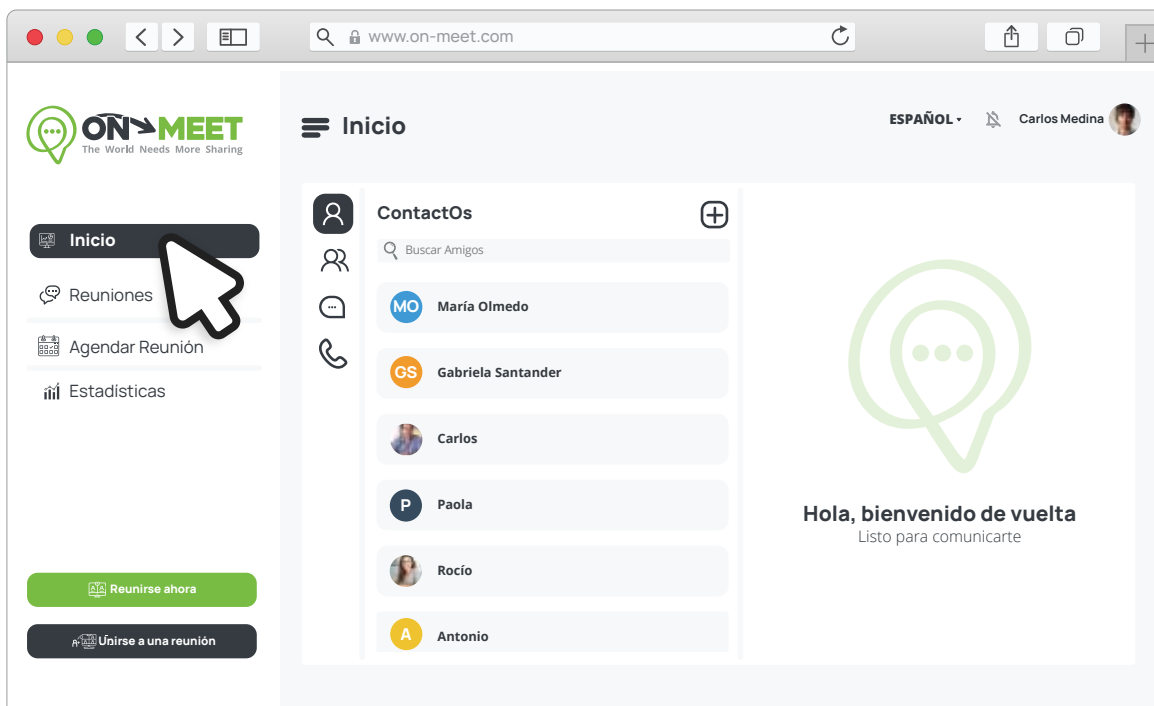 www.on-meet.com
ON MEET
The World Needs More Sharing
Inicio
ESPAÑOL
Carlos Medina
Inicio
Reuniones
Agendar Reunión
Estadísticas
Reunirse ahora
Unirse a una reunión
ContactOs
Buscar Amigos
MO María Olmedo
GS Gabriela Santander
Carlos
P Paola
Rocío
A Antonio
Hola, bienvenido de vuelta
Listo para comunicarte